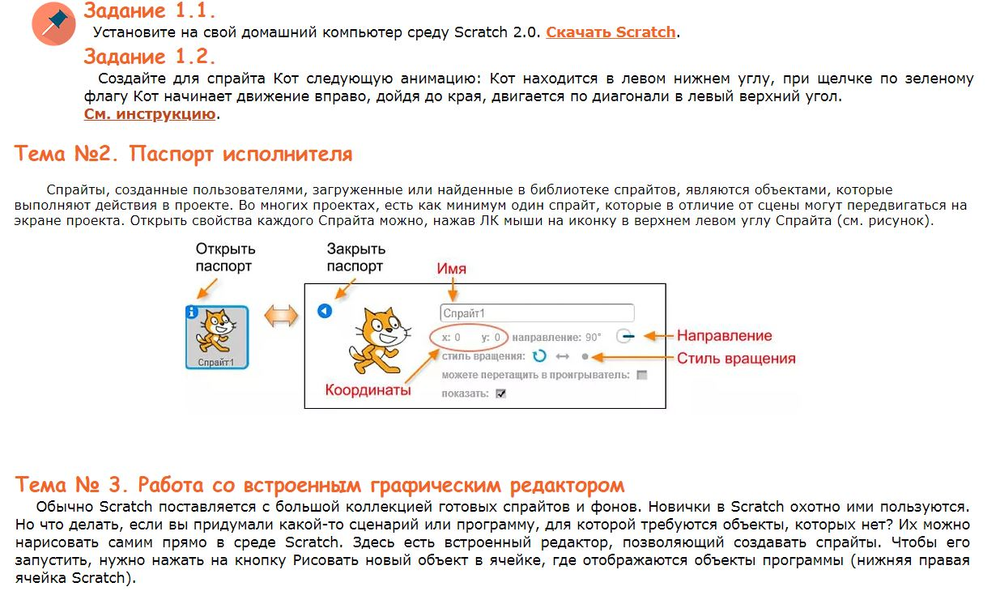 Задание 1.1.
Установите на свой домашний компьютер среду Scratch 2.0. Скачать Scratch.
Задание 1.2.
Создайте для спрайта Кот следующую анимацию: Кот находится в левом нижнем углу, при щелчке по зеленому
флагу Кот начинает движение вправо, дойдя до края, двигается по диагонали в левый верхний угол.
См. инструкцию.
Тема №2. Паспорт исполнителя
Спрайты, созданные пользователями, загруженные или найденные в библиотеке спрайтов, являются объектами, которые
выполняют действия в проекте. Во многих проектах, есть как минимум один спрайт, которые в отличие от сцены могут передвигаться на
экране проекта. Открыть свойства каждого Спрайта можно, нажав ЛК мыши на иконку в верхнем левом углу Спрайта (см. рисунок).
Открыть
паспорт
Закрыть
паспорт
Имя
i
Спрайт1
Спрайт1
x: 0 y: 0 направление: 90°
Направление
стиль вращения:
Стиль вращения
можете перетащить в проигрыватель:
Координаты
показать:
Тема № 3. Работа со встроенным графическим редактором
Обычно Scratch поставляется с большой коллекцией готовых спрайтов и фонов. Новички в Scratch охотно ими пользуются.
Но что делать, если вы придумали какой-то сценарий или программу, для которой требуются объекты, которых нет? Их можно
нарисовать самим прямо в среде Scratch. Здесь есть встроенный редактор, позволяющий создавать спрайты. Чтобы его
запустить, нужно нажать на кнопку Рисовать новый объект в ячейке, где отображаются объекты программы (нижняя правая
ячейка Scratch).